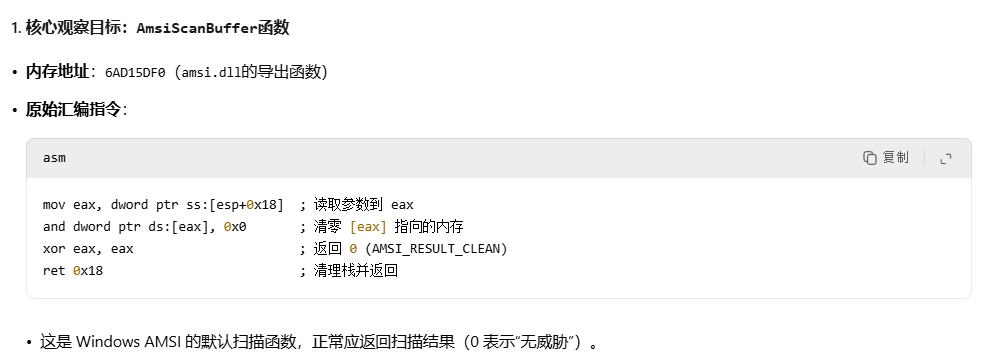 1. 核心观察目标：AmsiScanBuffer函数
• 内存地址：6AD15DF0（amsi.dll的导出函数）
• 原始汇编指令：
asm 复制
mov eax, dword ptr ss:[esp+0x18] ; 读取参数到 eax
and dword ptr ds:[eax], 0x0 ; 清零 [eax] 指向的内存
xor eax, eax ; 返回 0 (AMSI_RESULT_CLEAN)
ret 0x18 ; 清理栈并返回
• 这是 Windows AMSI 的默认扫描函数，正常应返回扫描结果（0 表示“无威胁”）。